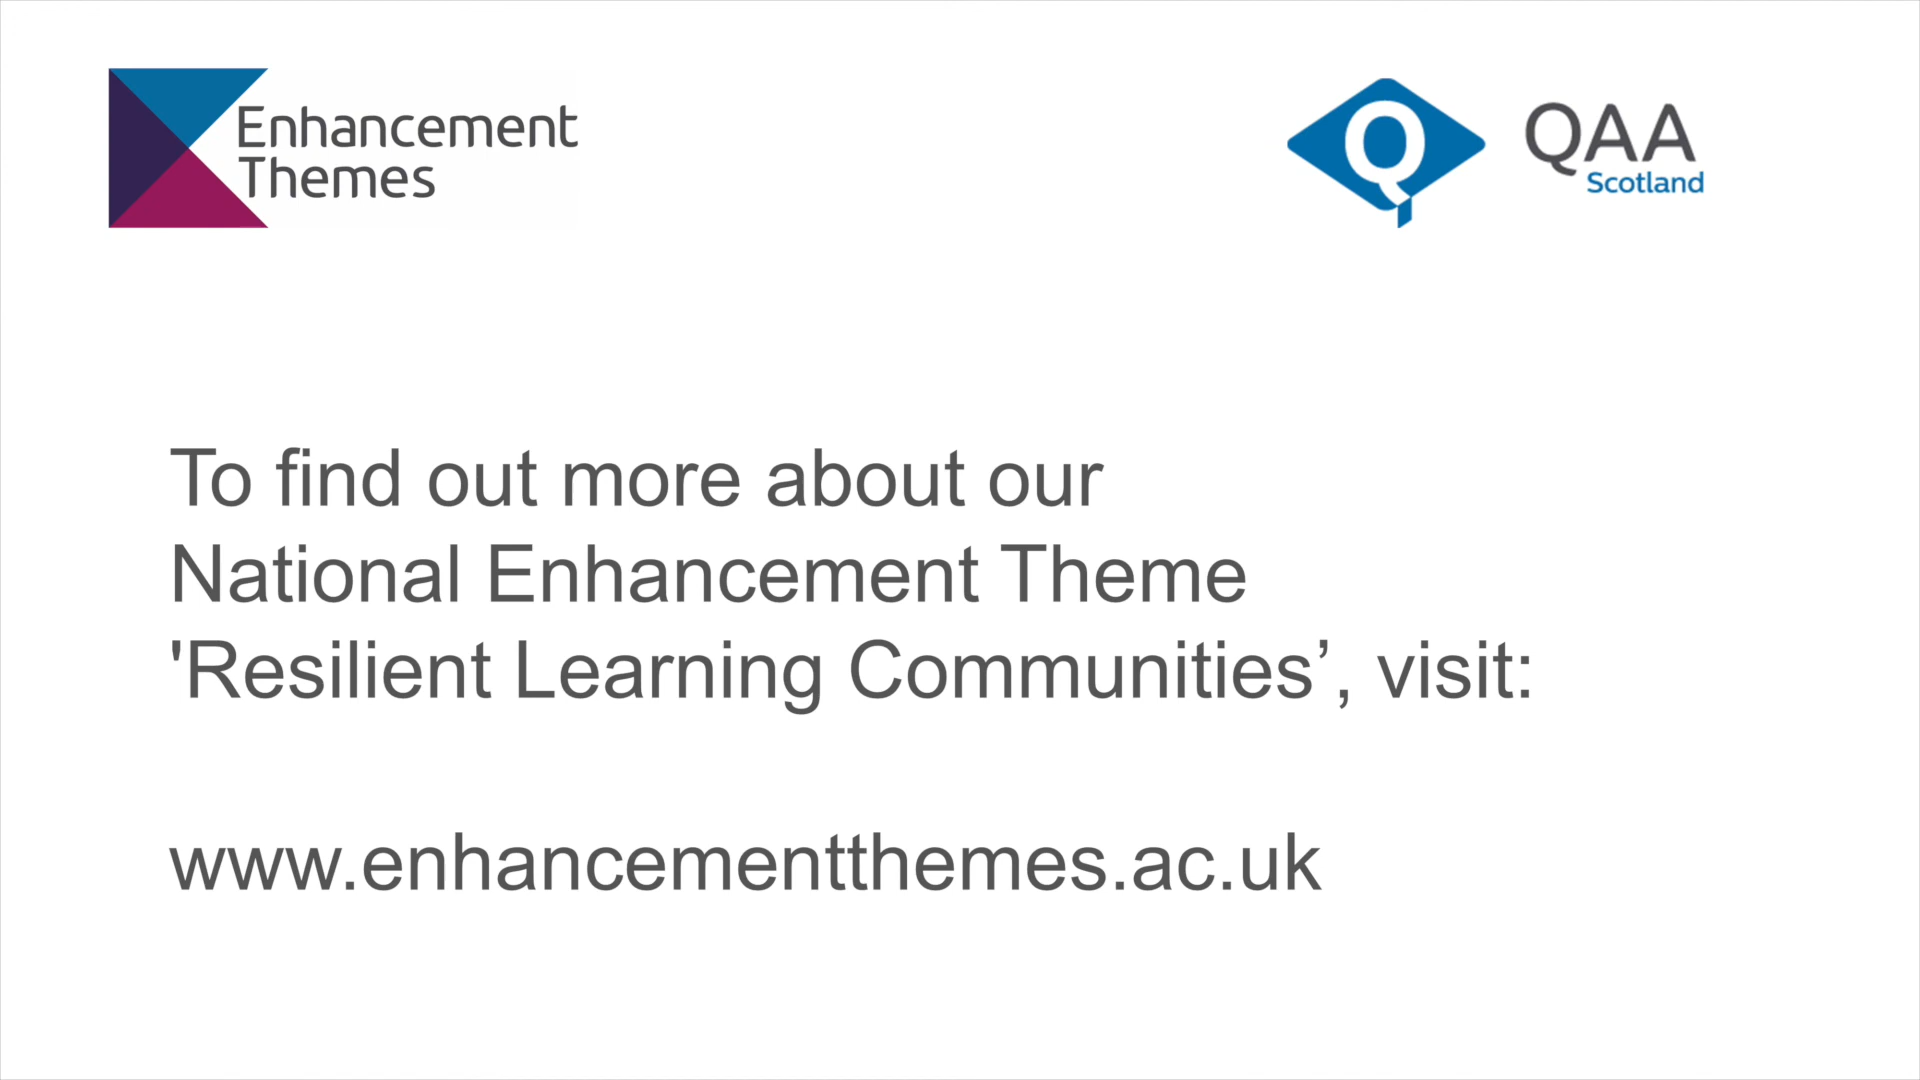 Enhancement
Themes
Q
QAA
Scotland
To find out more about our
National Enhancement Theme
'Resilient Learning Communities’, visit:
www.enhancementthemes.ac.uk